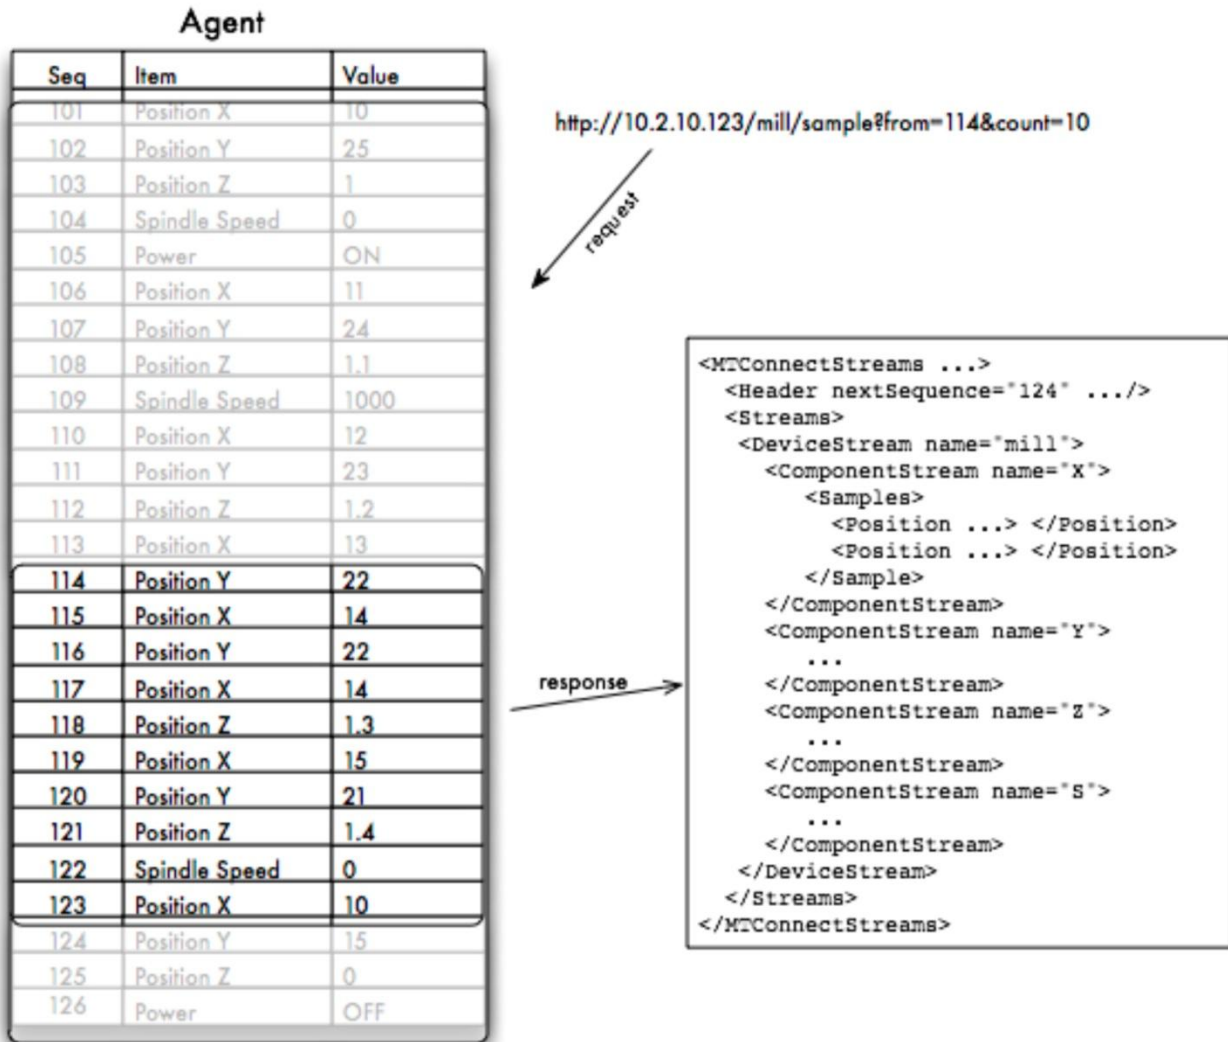 Agent
Seq Item Value
101 Position X 10
102 Position Y 25
103 Position Z 1
104 Spindle Speed 0
105 Power ON
106 Position X 11
107 Position Y 24
108 Position Z 1.1
109 Spindle Speed 1000
110 Position X 12
111 Position Y 23
112 Position Z 1.2
113 Position X 13
114 Position Y 22
115 Position X 14
116 Position Y 22
117 Position X 14
118 Position Z 1.3
119 Position X 15
120 Position Y 21
121 Position Z 1.4
122 Spindle Speed 0
123 Position X 10
124 Position Y 15
125 Position Z 0
126 Power OFF
http://10.2.10.123/mill/sample?from=114&count=10
request
response
<MTConnectStreams ...>
<Header nextSequence="124" .../>
<Streams>
<DeviceStream name="mill">
<ComponentStream name="X">
<Samples>
<Position ...> </Position>
<Position ...> </Position>
</Sample>
</ComponentStream>
<ComponentStream name="Y">
...
</ComponentStream>
<ComponentStream name="Z">
...
</ComponentStream>
<ComponentStream name="S">
...
</ComponentStream>
</DeviceStream>
</Streams>
</MTConnectStreams>